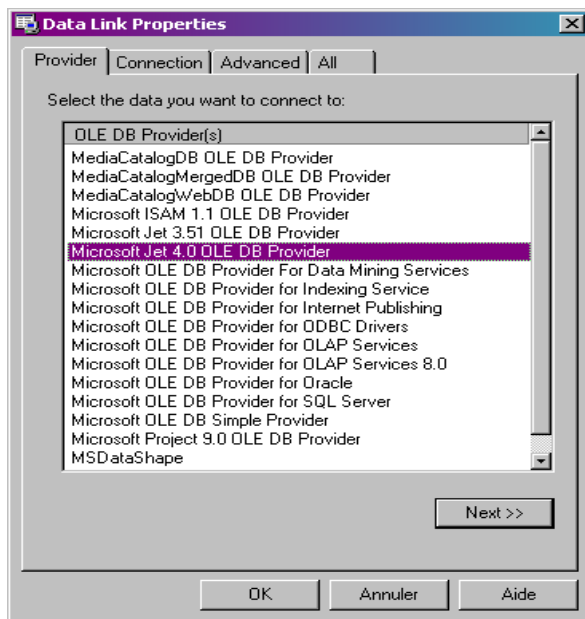 Data Link Properties
Provider Connection Advanced All
Select the data you want to connect to:
OLE DB Provider(s)
MediaCatalogDB OLE DB Provider
MediaCatalogMergedDB OLE DB Provider
MediaCatalogWebDB OLE DB Provider
Microsoft ISAM 1.1 OLE DB Provider
Microsoft Jet 3.51 OLE DB Provider
Microsoft Jet 4.0 OLE DB Provider
Microsoft OLE DB Provider For Data Mining Services
Microsoft OLE DB Provider for Indexing Service
Microsoft OLE DB Provider for Internet Publishing
Microsoft OLE DB Provider for ODBC Drivers
Microsoft OLE DB Provider for OLAP Services
Microsoft OLE DB Provider for OLAP Services 8.0
Microsoft OLE DB Provider for Oracle
Microsoft OLE DB Provider for SQL Server
Microsoft OLE DB Simple Provider
Microsoft Project 9.0 OLE DB Provider
MSDataShape
Next >>
OK Annuler Aide